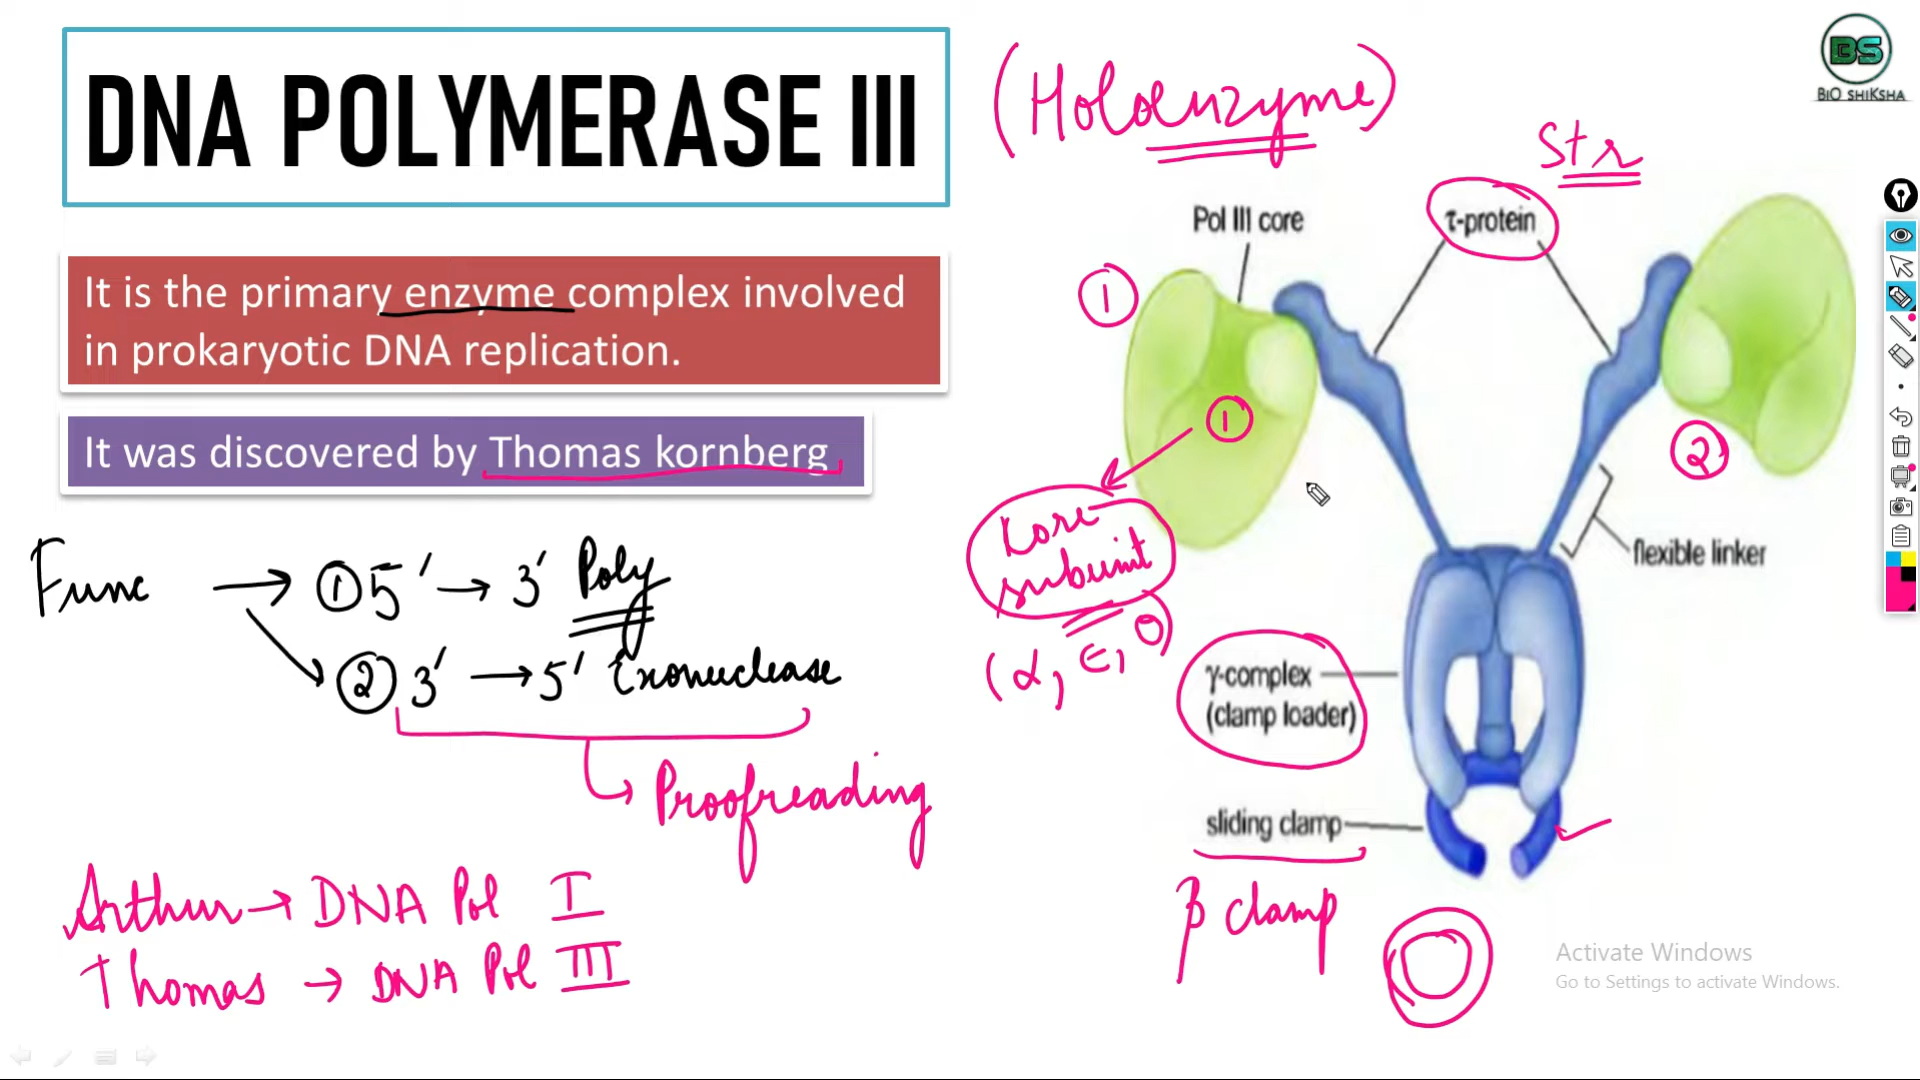 DNA POLYMERASE III
It is the primary enzyme complex involved
in prokaryotic DNA replication.
It was discovered by Thomas kornberg
Func → ① 5' → 3' Poly
② 3' → 5' Exonuclease
Proofreading
Arthur → DNA Pol I
Thomas → DNA Pol III
(Holoenzyme)
Str
Pol III core
τ-protein
①
①
②
Core
subunit
(α, ε, θ)
flexible linker
γ-complex
(clamp loader)
sliding clamp
β clamp
BS
BIO SHIKSHA
Activate Windows
Go to Settings to activate Windows.